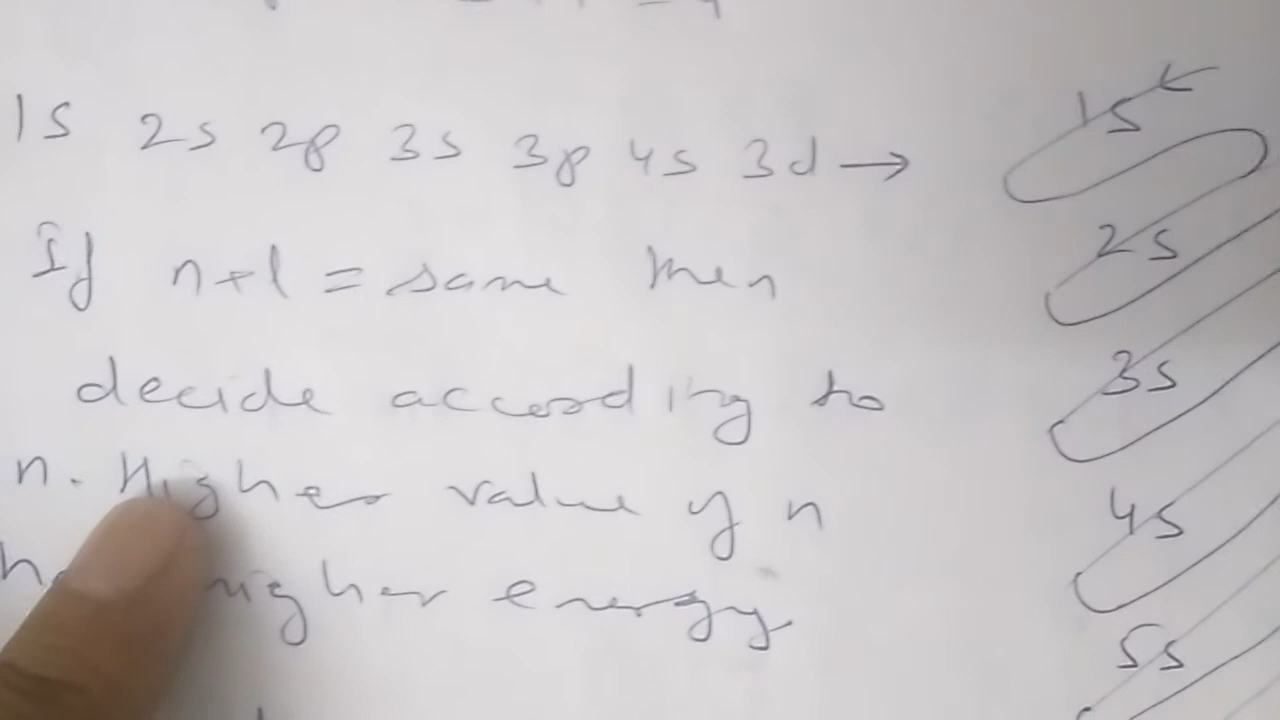 1s 2s 2p 3s 3p 4s 3d →
If n+l = same then
decide according to
n. Higher value of n
higher energy
1s
2s
3s
4s
5s